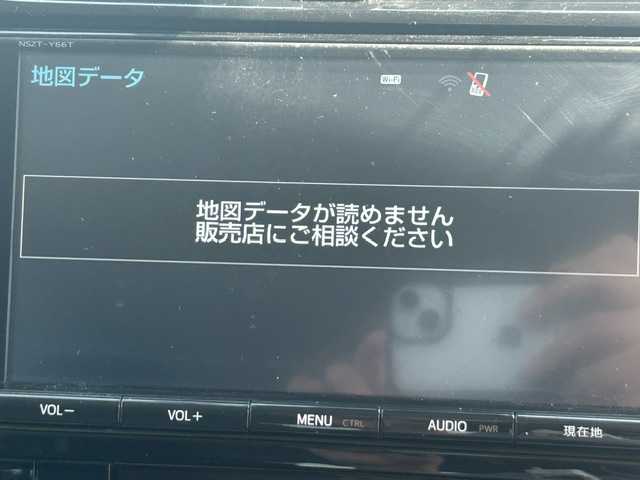 NSZT-Y66T
地図データ
Wi-Fi
地図データが読めません
販売店にご相談ください
VOL−
VOL+
MENU CTRL
AUDIO PWR
現在地